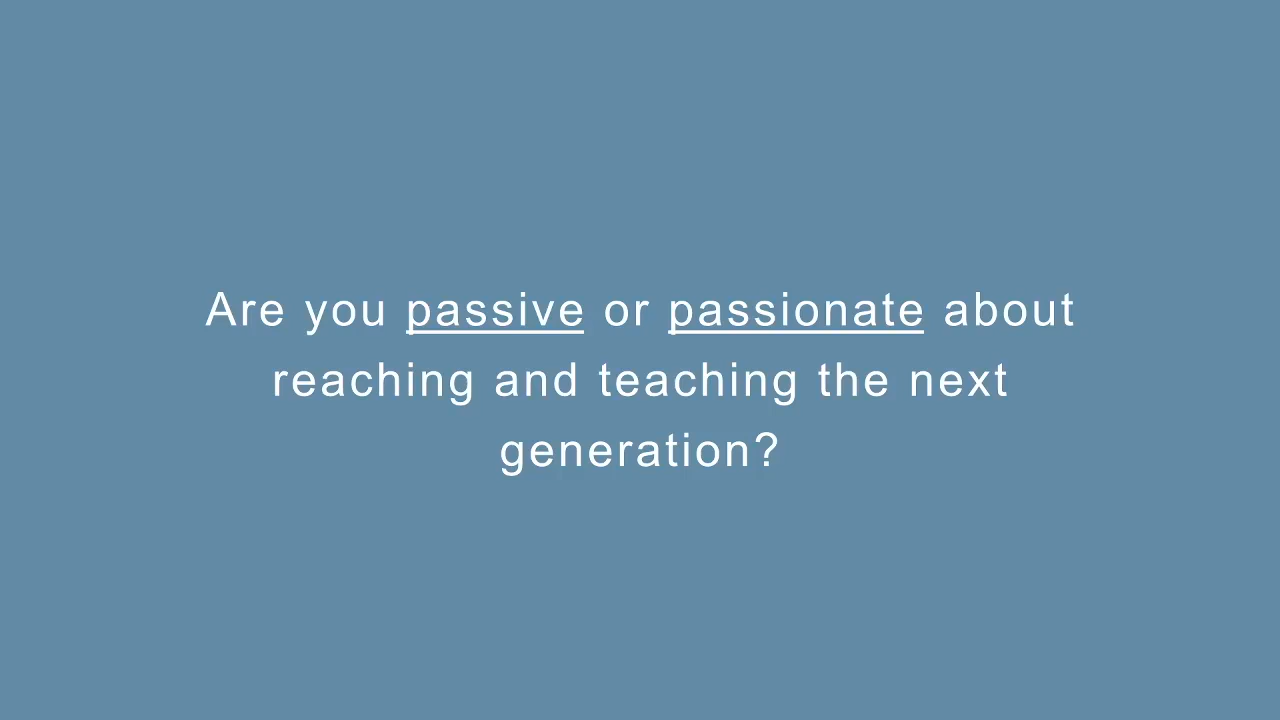 Are you passive or passionate about
reaching and teaching the next
generation?